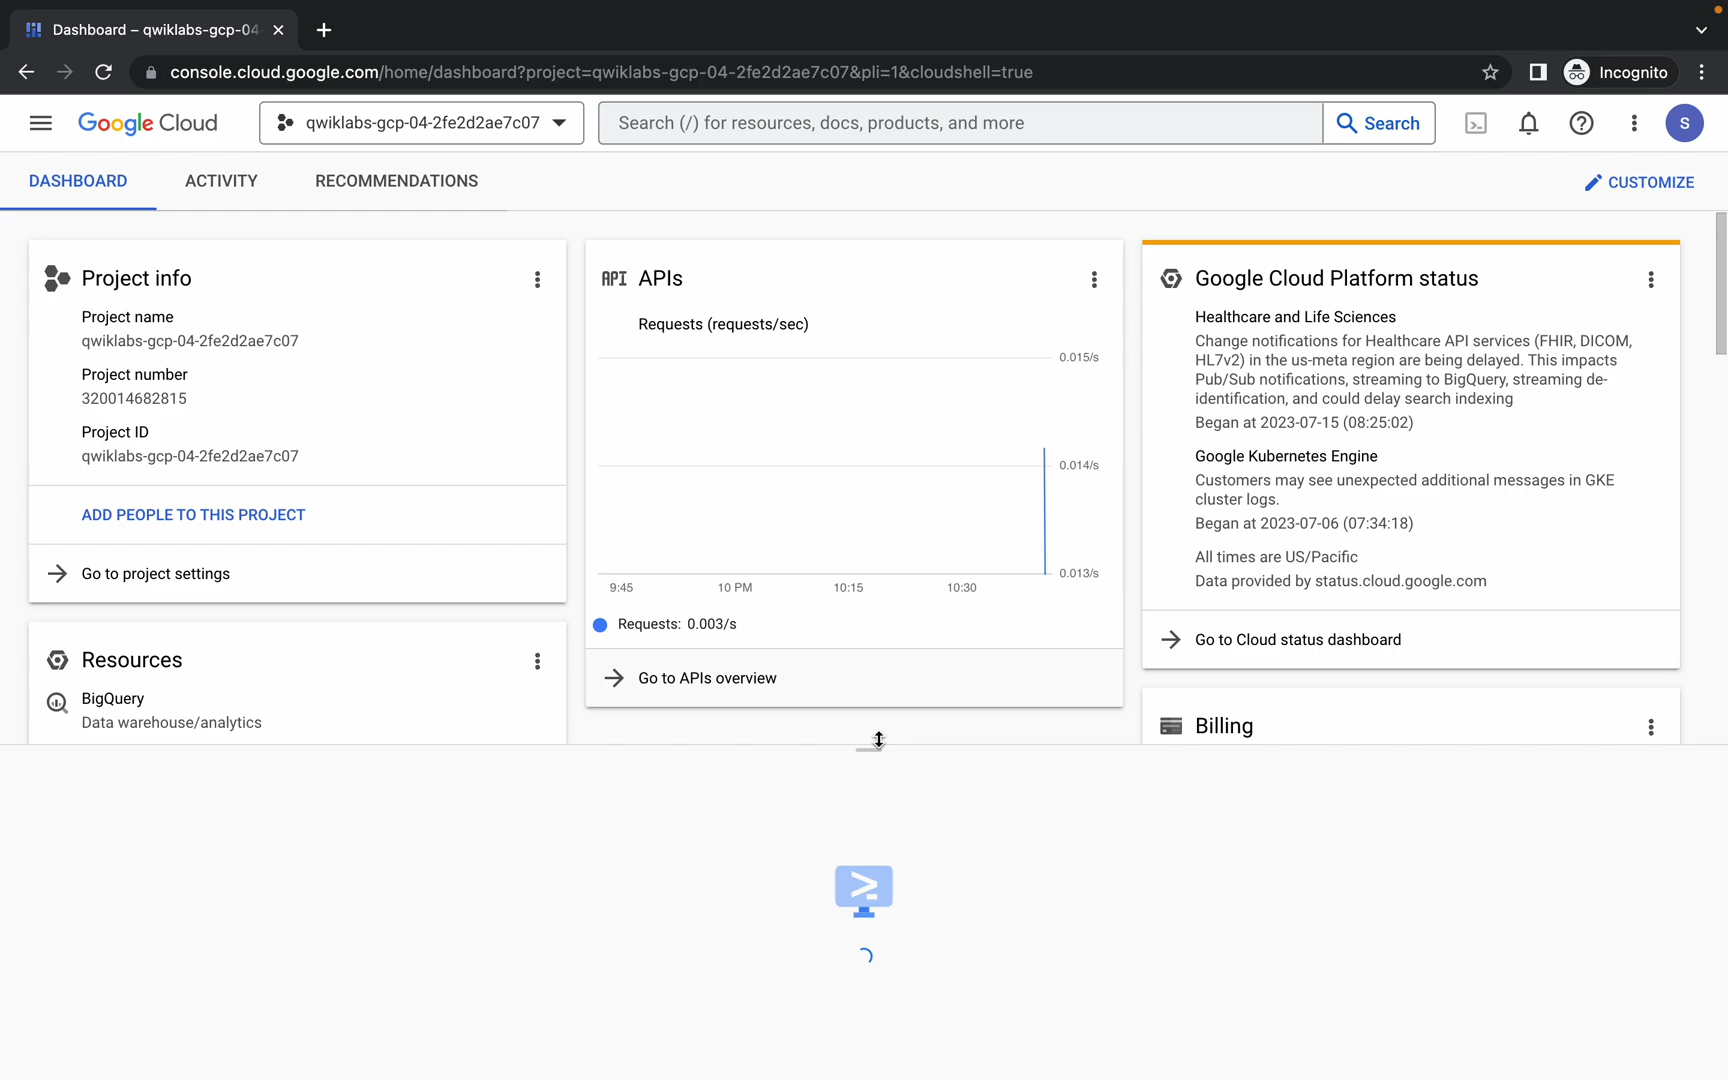 Dashboard – qwiklabs-gcp-04
console.cloud.google.com/home/dashboard?project=qwiklabs-gcp-04-2fe2d2ae7c07&pli=1&cloudshell=true
Incognito
Google Cloud
qwiklabs-gcp-04-2fe2d2ae7c07
Search (/) for resources, docs, products, and more
Search
S
DASHBOARD
ACTIVITY
RECOMMENDATIONS
CUSTOMIZE
Project info
Project name
qwiklabs-gcp-04-2fe2d2ae7c07
Project number
320014682815
Project ID
qwiklabs-gcp-04-2fe2d2ae7c07
ADD PEOPLE TO THIS PROJECT
Go to project settings
Resources
BigQuery
Data warehouse/analytics
API APIs
Requests (requests/sec)
0.015/s
0.014/s
0.013/s
9:45
10 PM
10:15
10:30
Requests: 0.003/s
Go to APIs overview
Google Cloud Platform status
Healthcare and Life Sciences
Change notifications for Healthcare API services (FHIR, DICOM,
HL7v2) in the us-meta region are being delayed. This impacts
Pub/Sub notifications, streaming to BigQuery, streaming de-
identification, and could delay search indexing
Began at 2023-07-15 (08:25:02)
Google Kubernetes Engine
Customers may see unexpected additional messages in GKE
cluster logs.
Began at 2023-07-06 (07:34:18)
All times are US/Pacific
Data provided by status.cloud.google.com
Go to Cloud status dashboard
Billing